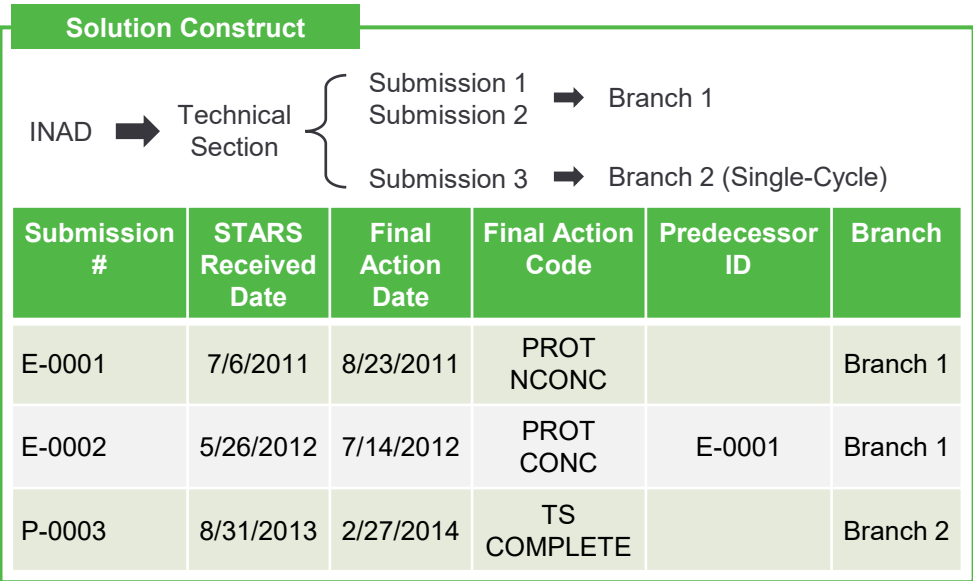 Solution Construct
INAD
Technical
Section
Submission 1
Submission 2
Branch 1
Submission 3
Branch 2 (Single-Cycle)
Submission
#
STARS
Received
Date
Final
Action
Date
Final Action
Code
Predecessor
ID
Branch
E-0001 7/6/2011 8/23/2011 PROT
NCONC
Branch 1
E-0002 5/26/2012 7/14/2012 PROT
CONC
E-0001 Branch 1
P-0003 8/31/2013 2/27/2014 TS
COMPLETE
Branch 2